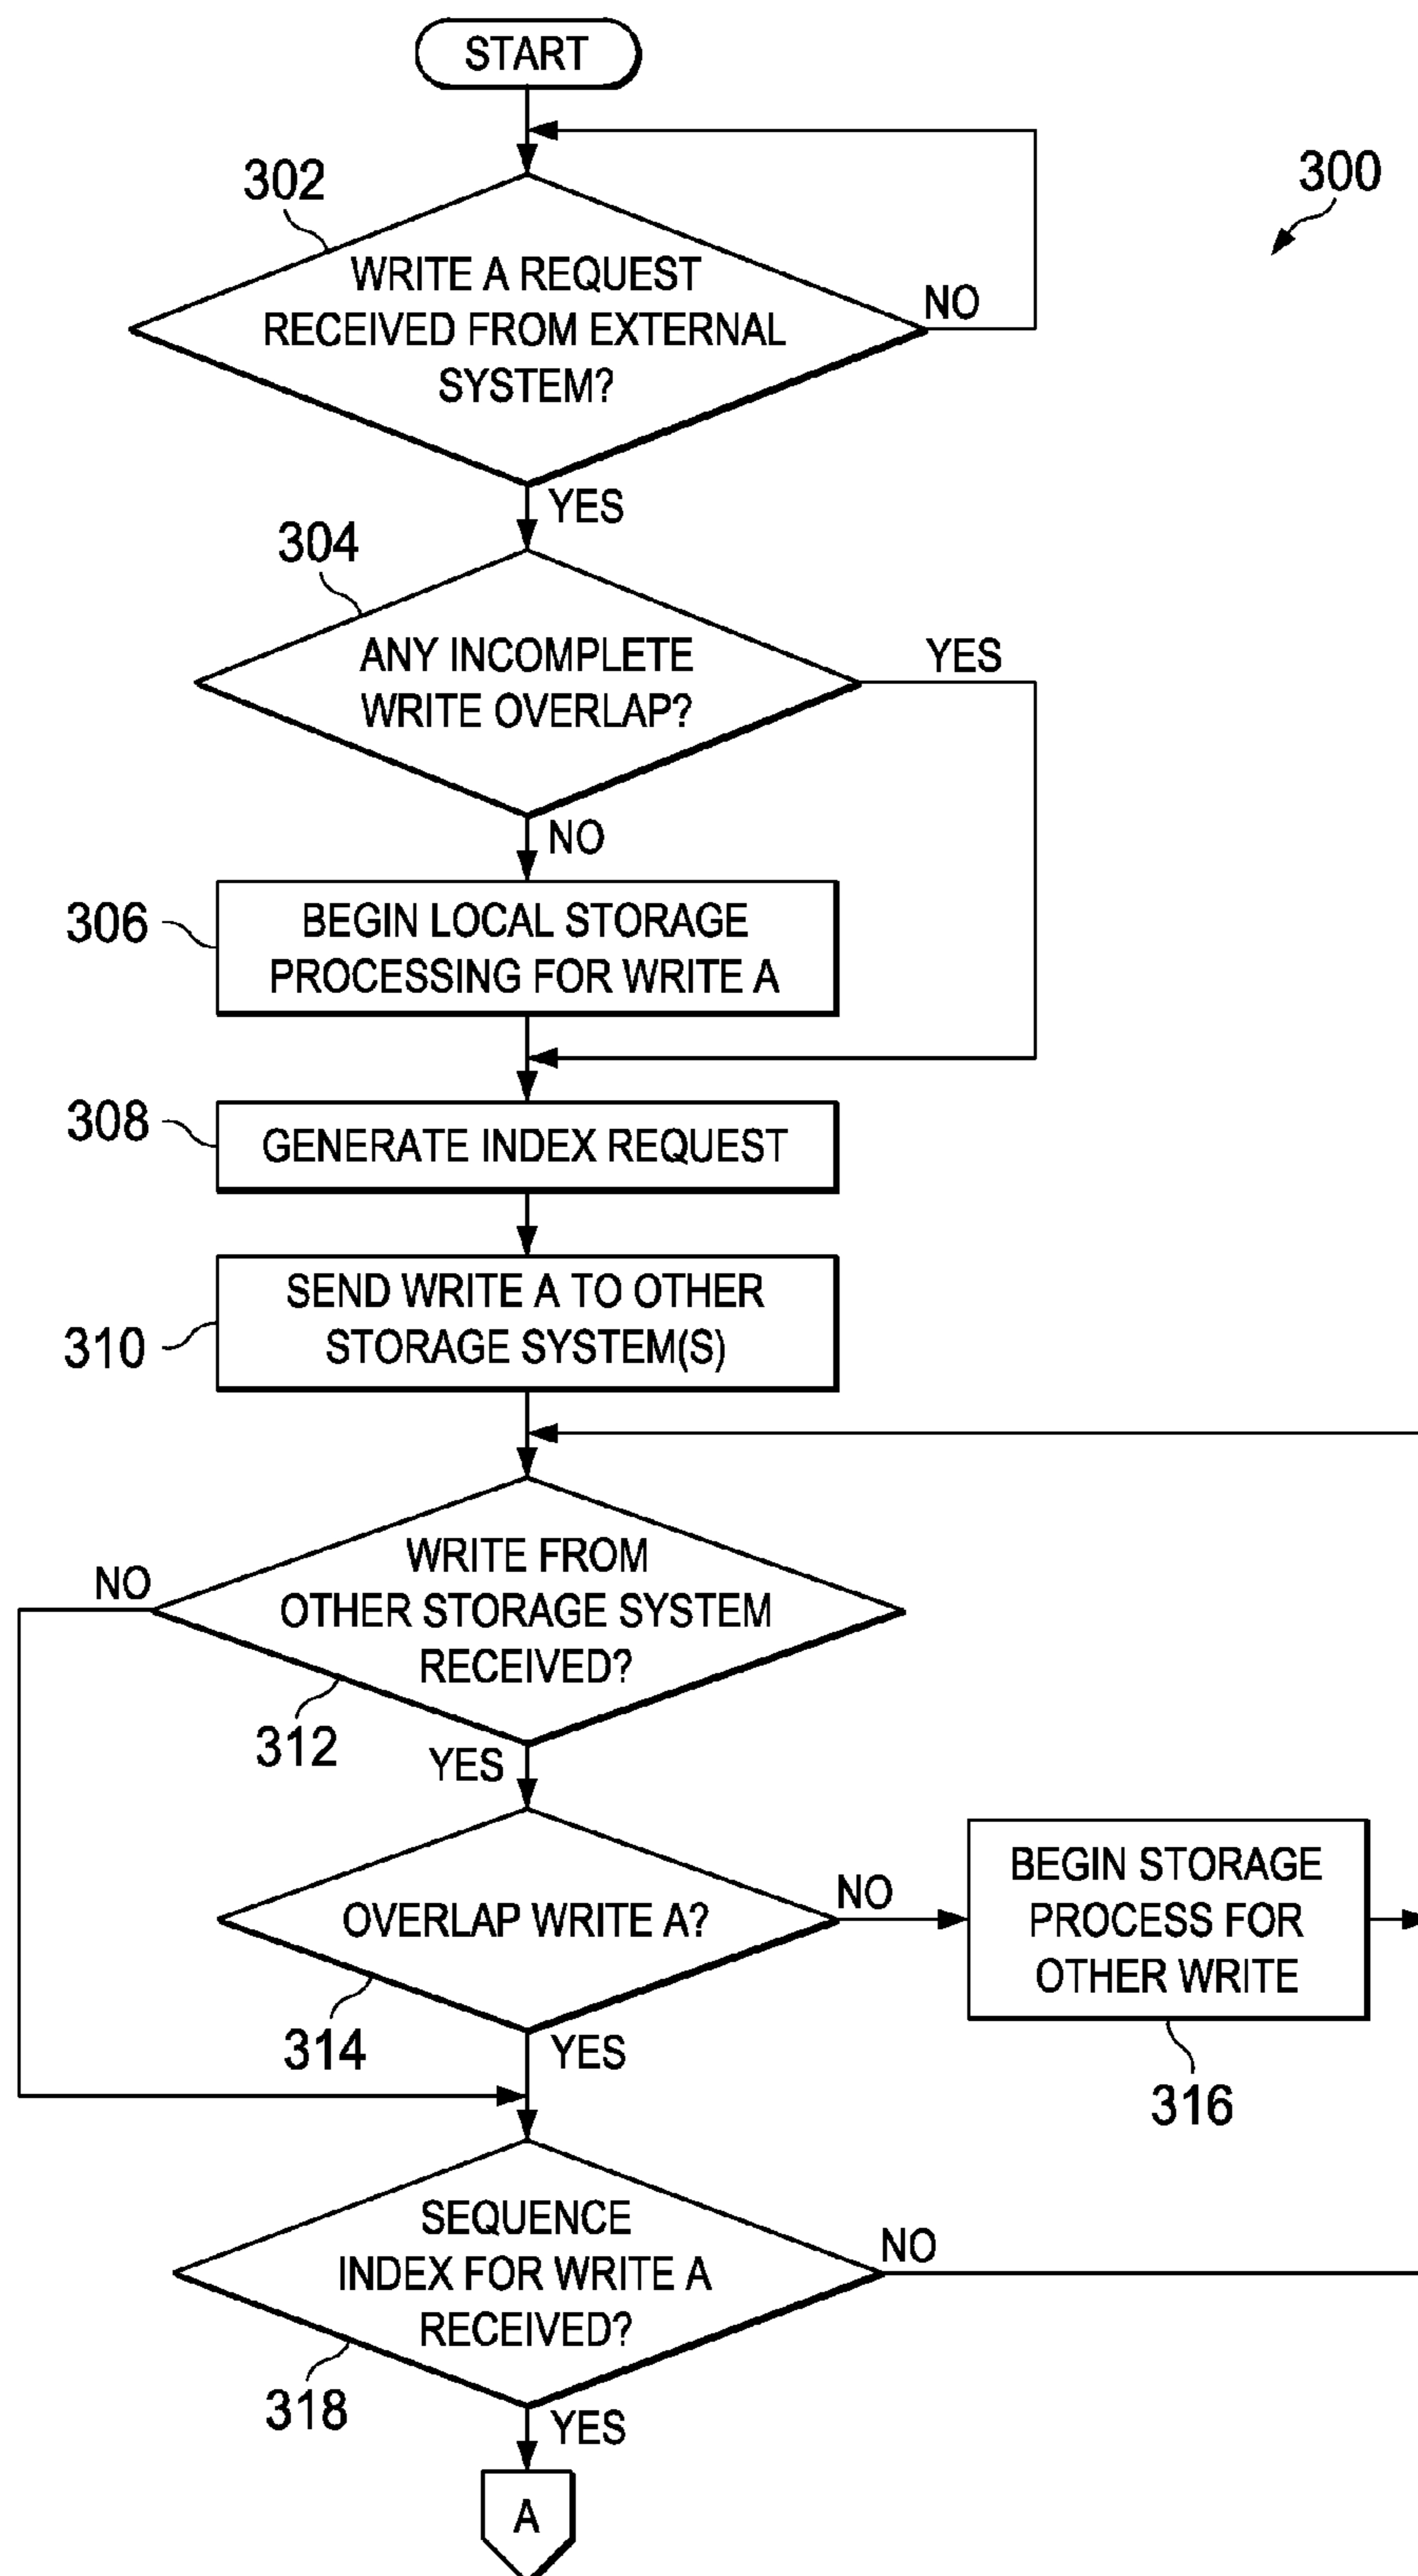 START
300
302
WRITE A REQUEST
RECEIVED FROM EXTERNAL
SYSTEM?
NO
YES
304
ANY INCOMPLETE
WRITE OVERLAP?
YES
NO
306
BEGIN LOCAL STORAGE
PROCESSING FOR WRITE A
308
GENERATE INDEX REQUEST
310
SEND WRITE A TO OTHER
STORAGE SYSTEM(S)
NO
WRITE FROM
OTHER STORAGE SYSTEM
RECEIVED?
312
YES
OVERLAP WRITE A?
NO
BEGIN STORAGE
PROCESS FOR
OTHER WRITE
314
YES
316
SEQUENCE
INDEX FOR WRITE A
RECEIVED?
NO
318
YES
A